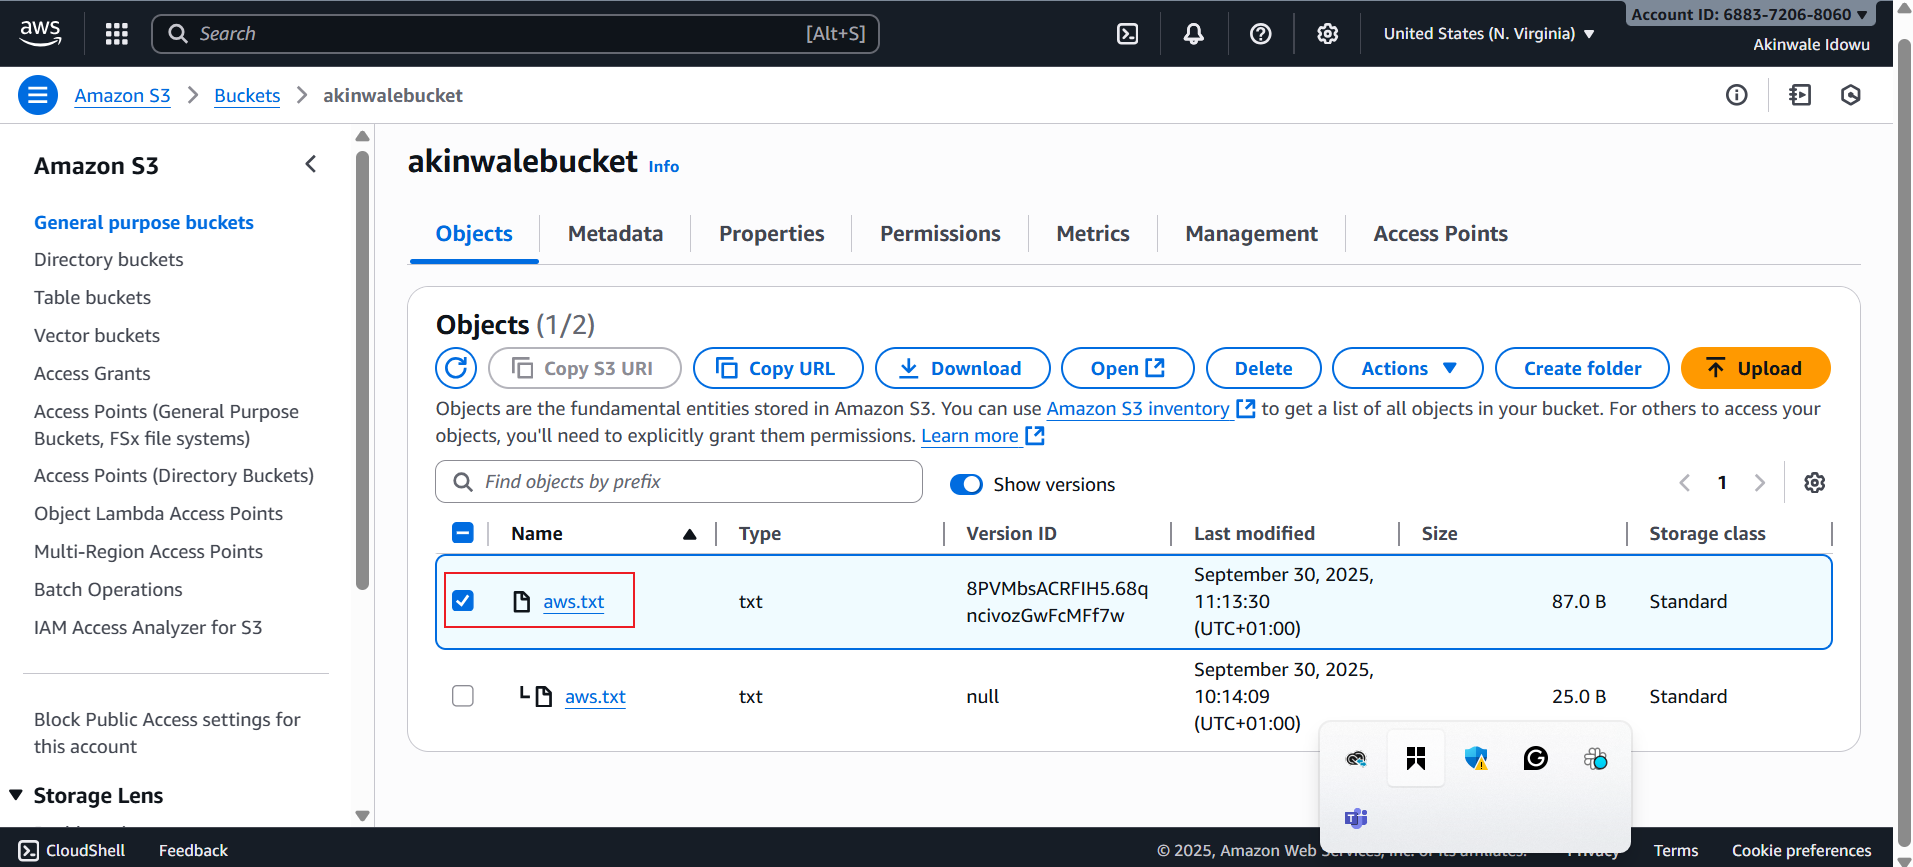 aws
Search [Alt+S]
United States (N. Virginia)
Account ID: 6883-7206-8060
Akinwale Idowu
Amazon S3 > Buckets > akinwalebucket
Amazon S3
General purpose buckets
Directory buckets
Table buckets
Vector buckets
Access Grants
Access Points (General Purpose
Buckets, FSx file systems)
Access Points (Directory Buckets)
Object Lambda Access Points
Multi-Region Access Points
Batch Operations
IAM Access Analyzer for S3
Block Public Access settings for
this account
Storage Lens
akinwalebucket Info
Objects Metadata Properties Permissions Metrics Management Access Points
Objects (1/2)
Copy S3 URI Copy URL Download Open Delete Actions Create folder Upload
Objects are the fundamental entities stored in Amazon S3. You can use Amazon S3 inventory to get a list of all objects in your bucket. For others to access your
objects, you'll need to explicitly grant them permissions. Learn more
Find objects by prefix Show versions 1
Name Type Version ID Last modified Size Storage class
aws.txt txt 8PVMbsACRFIH5.68q
ncivozGwFcMFf7w September 30, 2025,
11:13:30
(UTC+01:00) 87.0 B Standard
aws.txt txt null September 30, 2025,
10:14:09
(UTC+01:00) 25.0 B Standard
CloudShell Feedback © 2025, Amazon Web Terms Cookie preferences